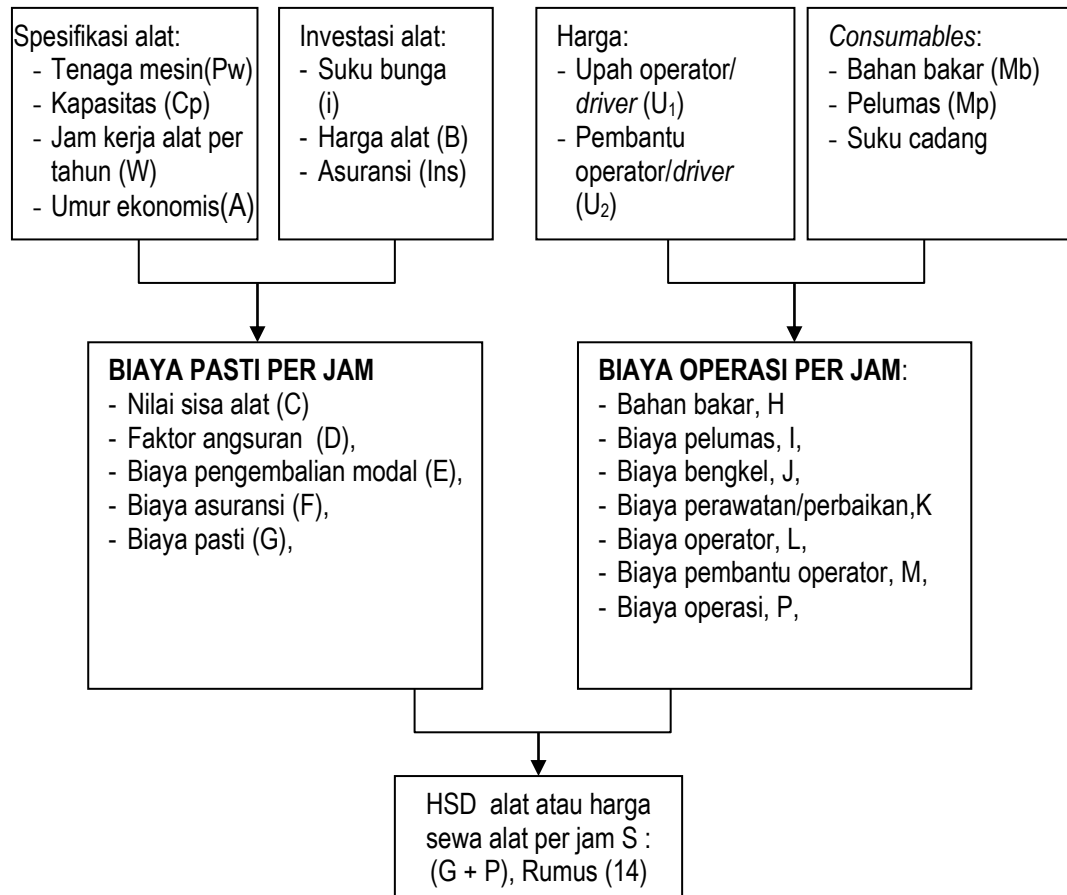 Spesifikasi alat:
- Tenaga mesin(Pw)
- Kapasitas (Cp)
- Jam kerja alat per
tahun (W)
- Umur ekonomis(A)
Investasi alat:
- Suku bunga
(i)
- Harga alat (B)
- Asuransi (Ins)
Harga:
- Upah operator/
driver (U₁)
- Pembantu
operator/driver
(U₂)
Consumables:
- Bahan bakar (Mb)
- Pelumas (Mp)
- Suku cadang
BIAYA PASTI PER JAM
- Nilai sisa alat (C)
- Faktor angsuran (D),
- Biaya pengembalian modal (E),
- Biaya asuransi (F),
- Biaya pasti (G),
BIAYA OPERASI PER JAM:
- Bahan bakar, H
- Biaya pelumas, I,
- Biaya bengkel, J,
- Biaya perawatan/perbaikan,K
- Biaya operator, L,
- Biaya pembantu operator, M,
- Biaya operasi, P,
HSD alat atau harga
sewa alat per jam S :
(G + P), Rumus (14)